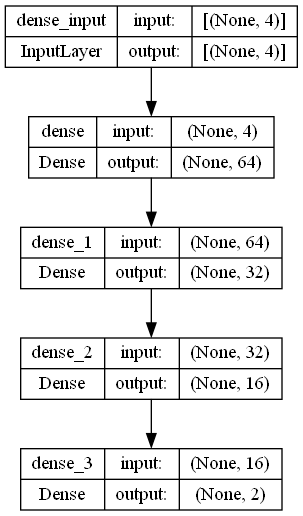 dense_input input: [(None, 4)]
InputLayer output: [(None, 4)]
dense input: (None, 4)
Dense output: (None, 64)
dense_1 input: (None, 64)
Dense output: (None, 32)
dense_2 input: (None, 32)
Dense output: (None, 16)
dense_3 input: (None, 16)
Dense output: (None, 2)